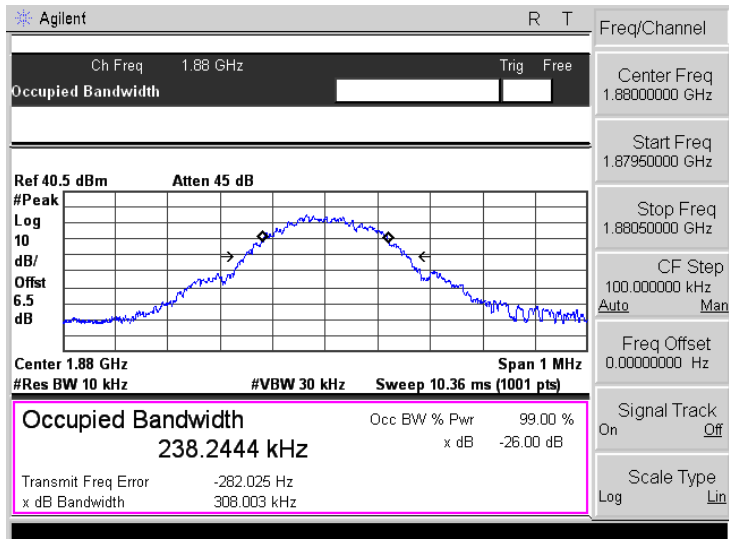 Agilent R T
Ch Freq 1.88 GHz Trig Free
Occupied Bandwidth
Ref 40.5 dBm Atten 45 dB
#Peak
Log
10
dB/
Offst
6.5
dB
Center 1.88 GHz Span 1 MHz
#Res BW 10 kHz #VBW 30 kHz Sweep 10.36 ms (1001 pts)
Occupied Bandwidth
238.2444 kHz
Occ BW % Pwr 99.00 %
x dB -26.00 dB
Transmit Freq Error -282.025 Hz
x dB Bandwidth 308.003 kHz
Freq/Channel
Center Freq
1.88000000 GHz
Start Freq
1.87950000 GHz
Stop Freq
1.88050000 GHz
CF Step
100.000000 kHz
Auto Man
Freq Offset
0.00000000 Hz
Signal Track
On Off
Scale Type
Log Lin